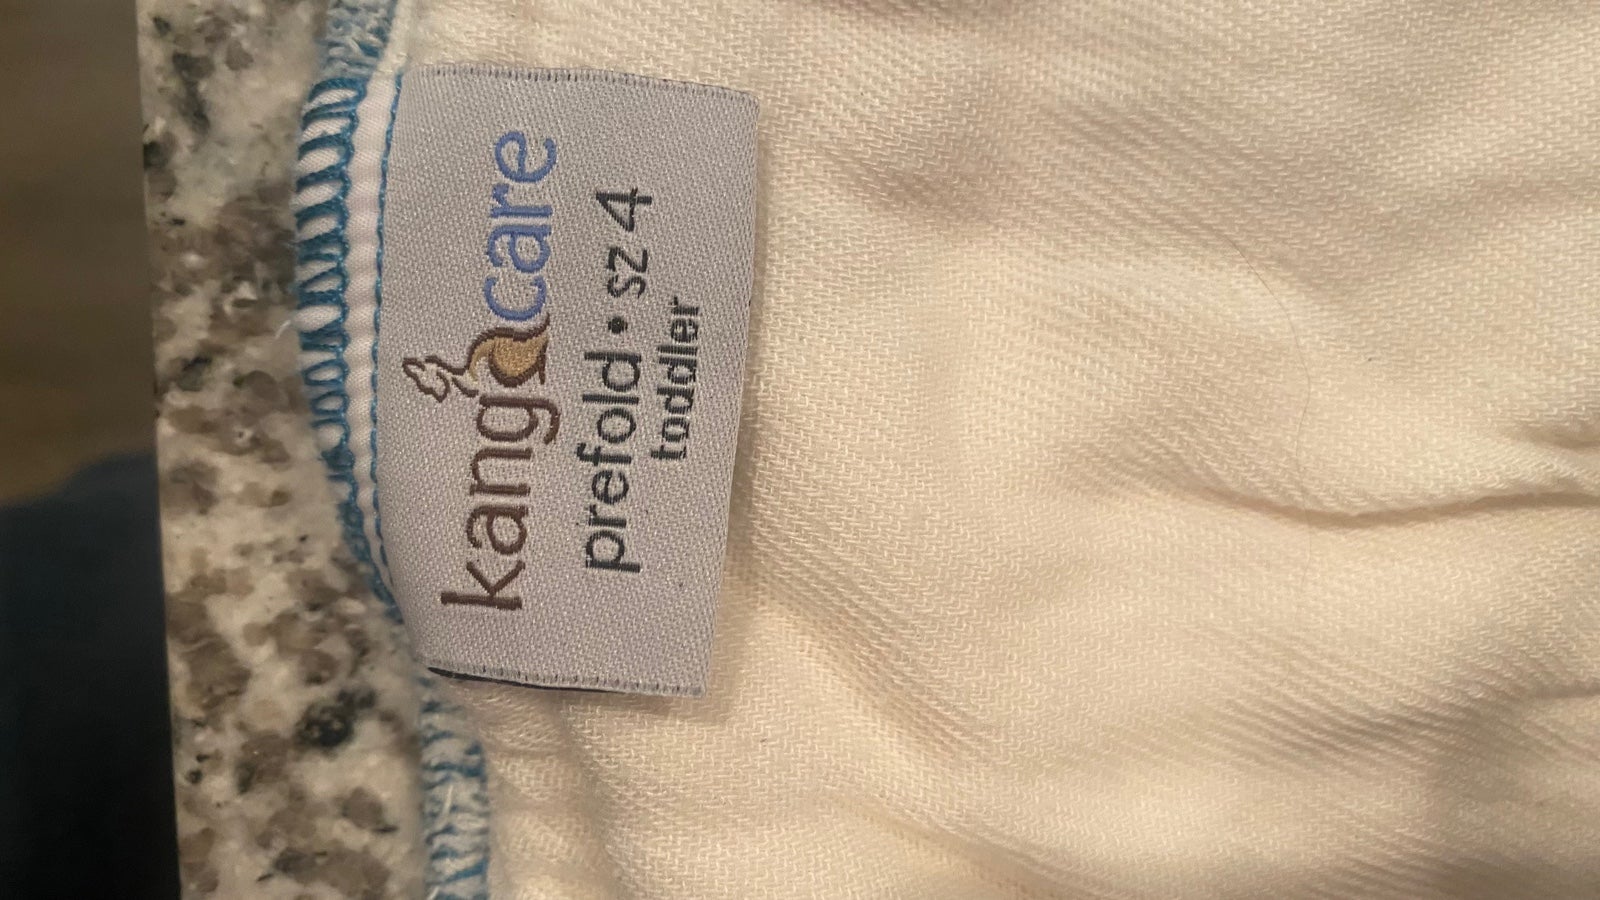 kangacare
prefold • sz 4
toddler